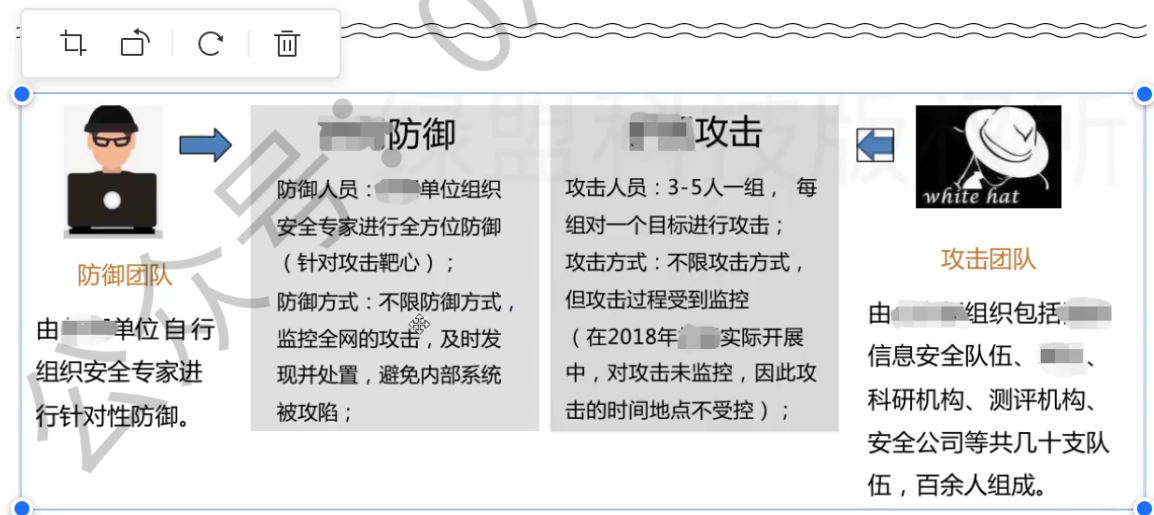 防御团队
由单位自行
组织安全专家进
行针对性防御。
防御
防御人员：单位组织
安全专家进行全方位防御
（针对攻击靶心）；
防御方式：不限防御方式，
监控全网的攻击，及时发
现并处置，避免内部系统
被攻陷；
攻击
攻击人员：3-5人一组， 每
组对一个目标进行攻击；
攻击方式：不限攻击方式，
但攻击过程受到监控
（在2018年实际开展
中，对攻击未监控，因此攻
击的时间地点不受控）；
white hat
攻击团队
由组织包括
信息安全队伍、、
科研机构、测评机构、
安全公司等共几十支队
伍，百余人组成。
公众号：